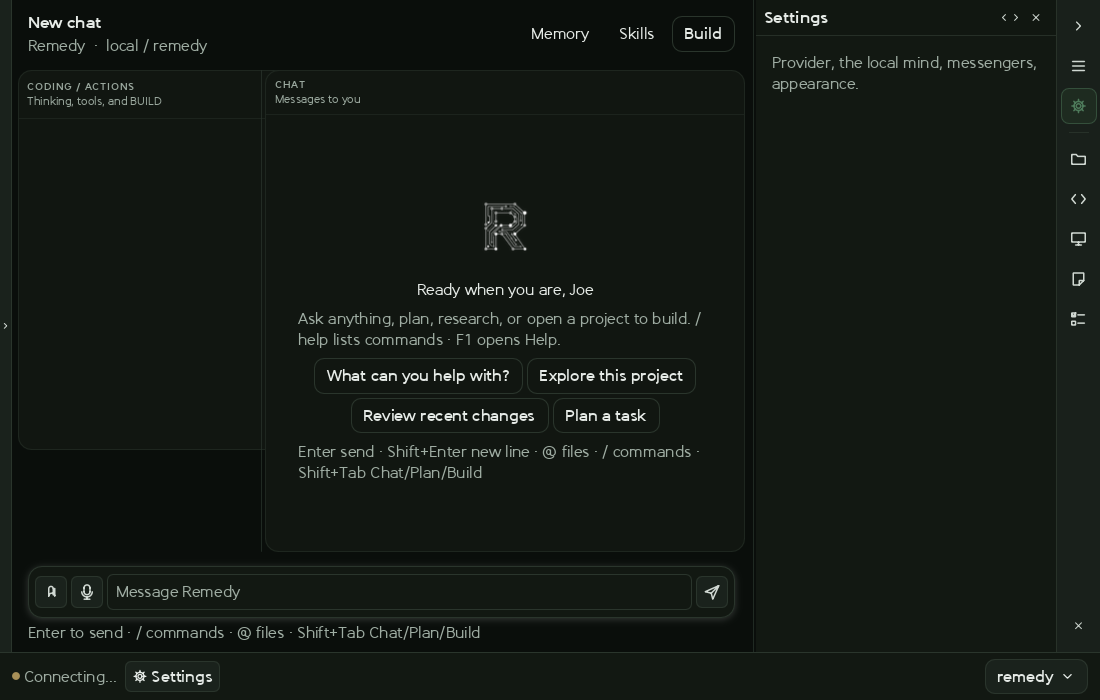 New chat
Remedy · local / remedy
Memory
Skills
Build
CODING / ACTIONS
Thinking, tools, and BUILD
CHAT
Messages to you
R
Ready when you are, Joe
Ask anything, plan, research, or open a project to build. /
help lists commands · F1 opens Help.
What can you help with?
Explore this project
Review recent changes
Plan a task
Enter send · Shift+Enter new line · @ files · / commands ·
Shift+Tab Chat/Plan/Build
Message Remedy
Enter to send · / commands · @ files · Shift+Tab Chat/Plan/Build
Settings
Provider, the local mind, messengers,
appearance.
Connecting...
Settings
remedy